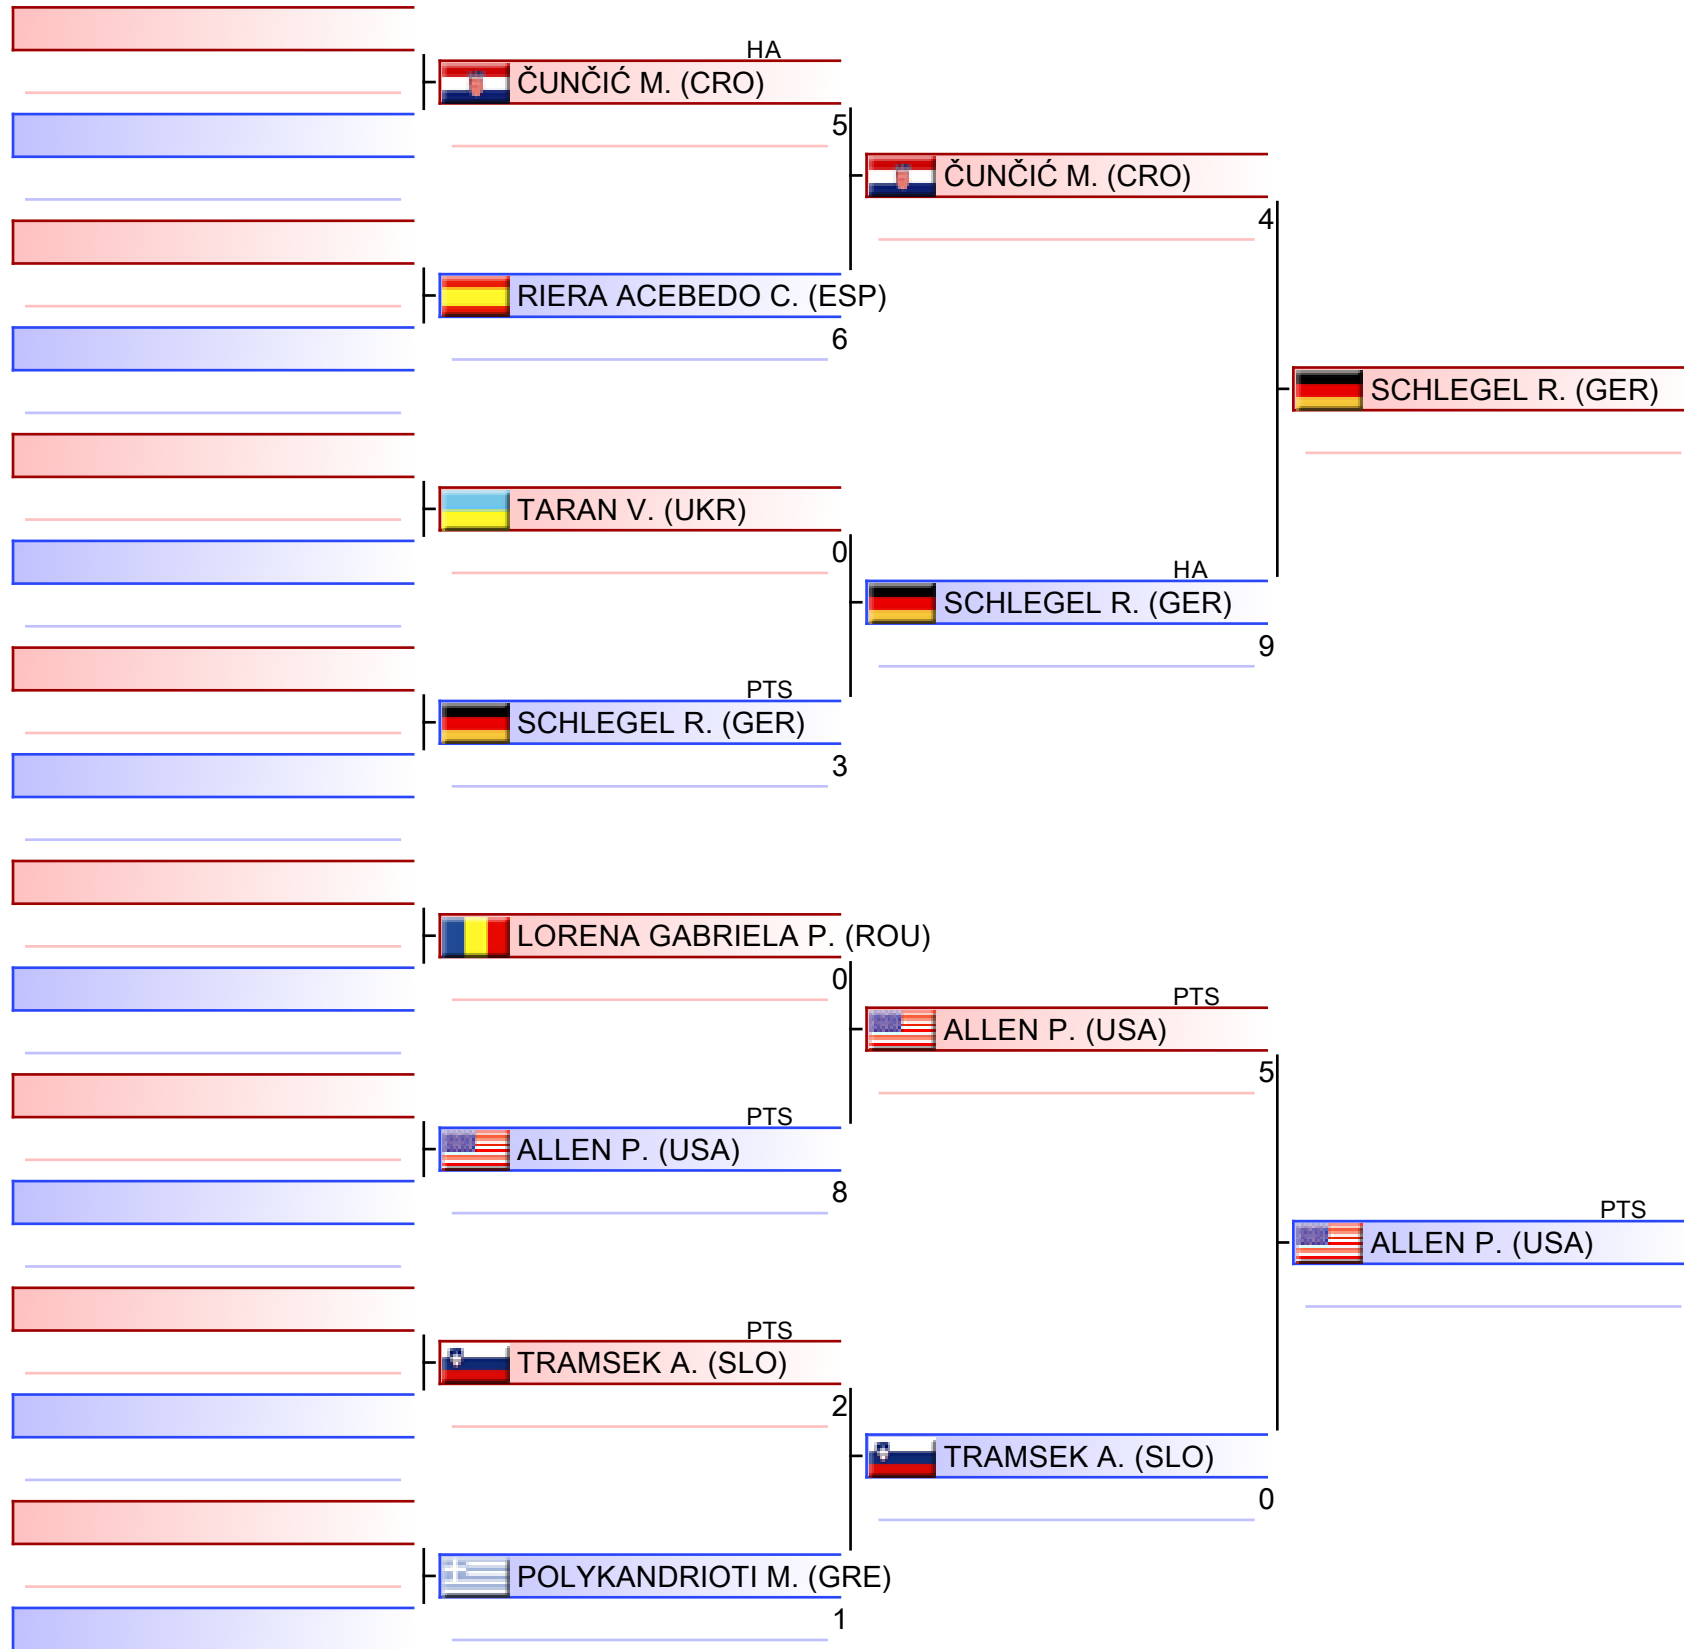 HA
ČUNČIĆ M. (CRO)
5
RIERA ACEBEDO C. (ESP)
6
TARAN V. (UKR)
0
PTS
SCHLEGEL R. (GER)
3
LORENA GABRIELA P. (ROU)
0
PTS
ALLEN P. (USA)
8
PTS
TRAMSEK A. (SLO)
2
POLYKANDRIOTI M. (GRE)
1
ČUNČIĆ M. (CRO)
4
HA
SCHLEGEL R. (GER)
9
PTS
ALLEN P. (USA)
5
TRAMSEK A. (SLO)
0
SCHLEGEL R. (GER)
PTS
ALLEN P. (USA)